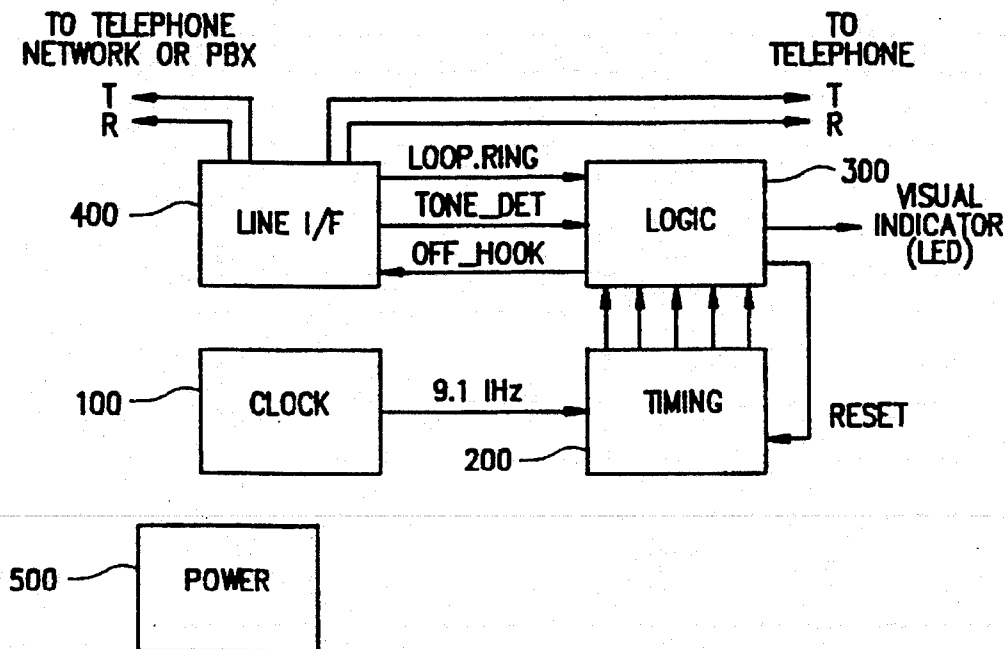 TO TELEPHONE
NETWORK OR PBX
TO
TELEPHONE
T
R
T
R
LOOP.RING
TONE_DET
OFF_HOOK
400
LINE I/F
LOGIC
300
VISUAL
INDICATOR
(LED)
100
CLOCK
9.1 IHz
TIMING
200
RESET
500
POWER